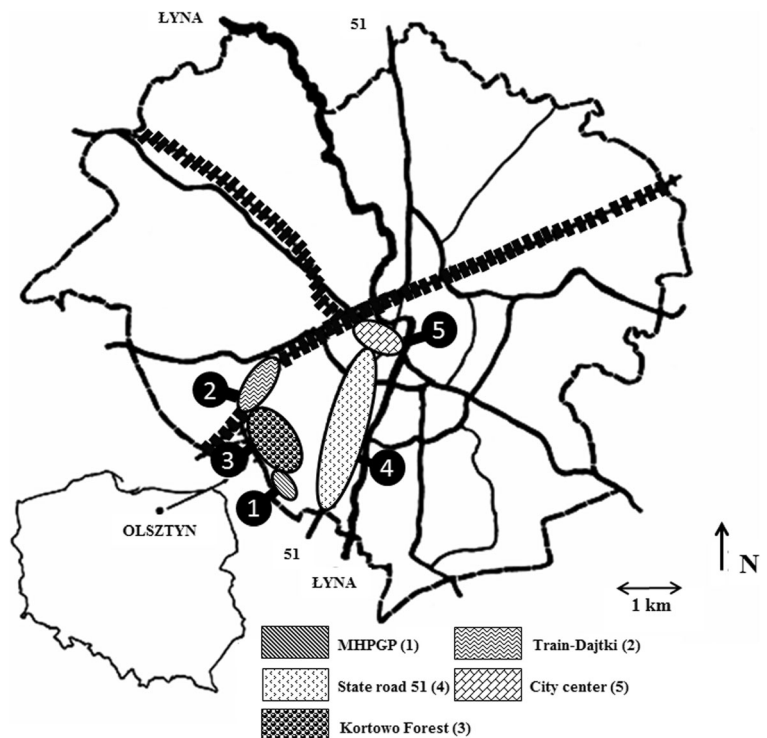 ŁYNA
51
5
2
3
4
1
OLSZTYN
51
ŁYNA
N
1 km
MHPGP (1)
Train-Dajtki (2)
State road 51 (4)
City center (5)
Kortowo Forest (3)